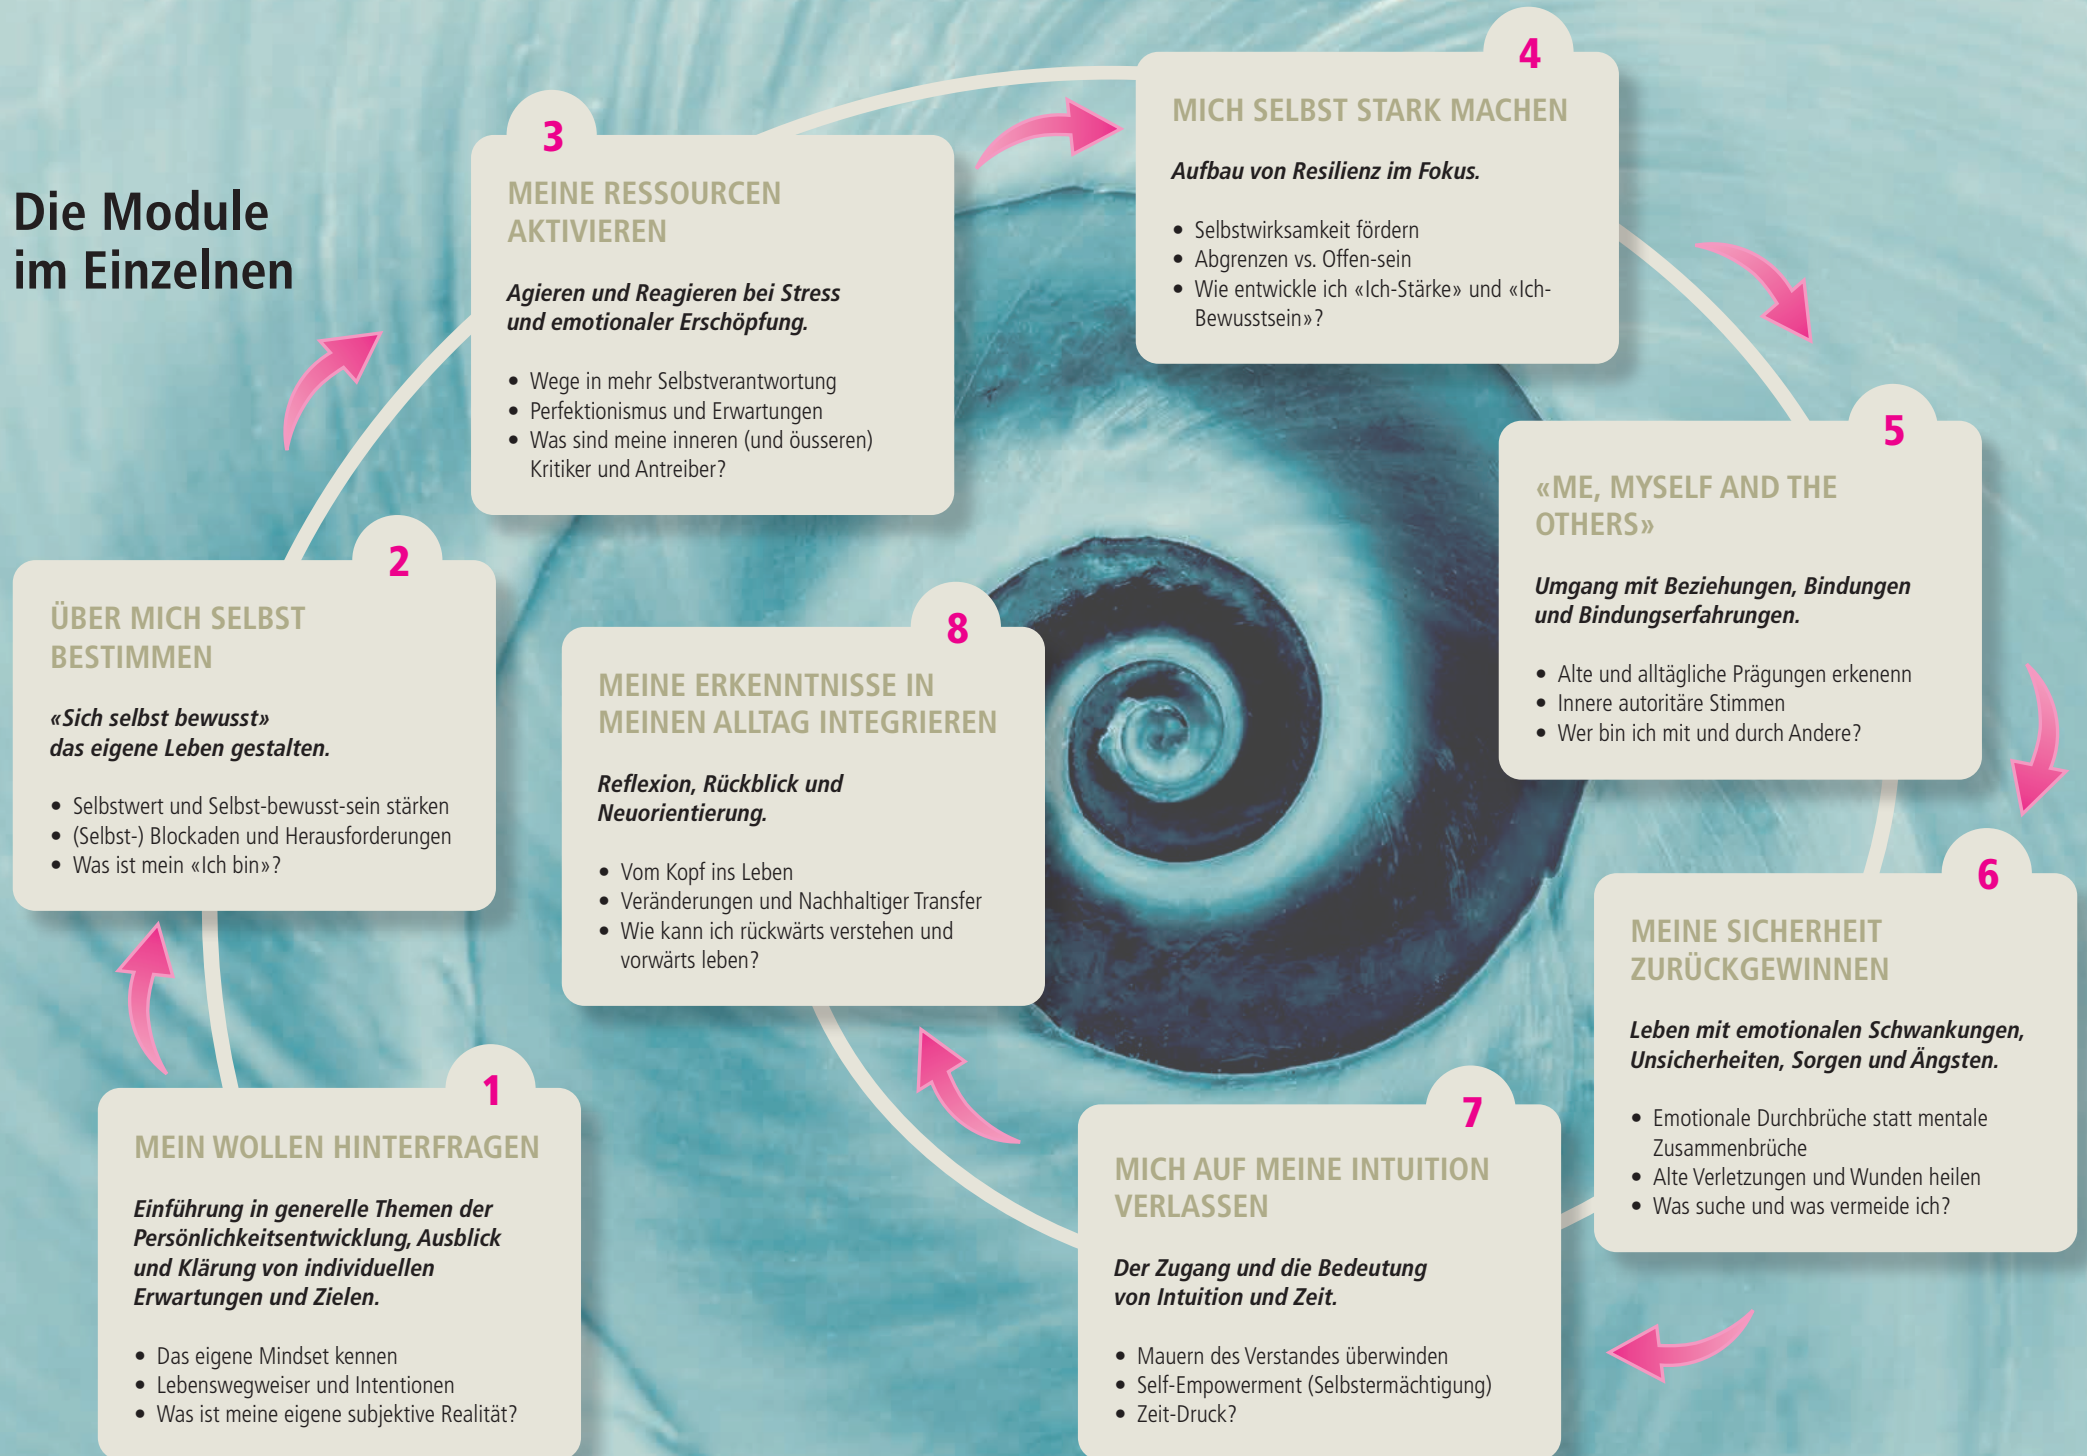 Die Module
im Einzelnen
1
MEIN WOLLEN HINTERFRAGEN
Einführung in generelle Themen der
Persönlichkeitsentwicklung, Ausblick
und Klärung von individuellen
Erwartungen und Zielen.
• Das eigene Mindset kennen
• Lebenswegweiser und Intentionen
• Was ist meine eigene subjektive Realität?
2
ÜBER MICH SELBST
BESTIMMEN
«Sich selbst bewusst»
das eigene Leben gestalten.
• Selbstwert und Selbst-bewusst-sein stärken
• (Selbst-) Blockaden und Herausforderungen
• Was ist mein «Ich bin»?
3
MEINE RESSOURCEN
AKTIVIEREN
Agieren und Reagieren bei Stress
und emotionaler Erschöpfung.
• Wege in mehr Selbstverantwortung
• Perfektionismus und Erwartungen
• Was sind meine inneren (und öusseren)
Kritiker und Antreiber?
4
MICH SELBST STARK MACHEN
Aufbau von Resilienz im Fokus.
• Selbstwirksamkeit fördern
• Abgrenzen vs. Offen-sein
• Wie entwickle ich «Ich-Stärke» und «Ich-
Bewusstsein»?
5
«ME, MYSELF AND THE
OTHERS»
Umgang mit Beziehungen, Bindungen
und Bindungserfahrungen.
• Alte und alltägliche Prägungen erkenenn
• Innere autoritäre Stimmen
• Wer bin ich mit und durch Andere?
6
MEINE SICHERHEIT
ZURÜCKGEWINNEN
Leben mit emotionalen Schwankungen,
Unsicherheiten, Sorgen und Ängsten.
• Emotionale Durchbrüche statt mentale
Zusammenbrüche
• Alte Verletzungen und Wunden heilen
• Was suche und was vermeide ich?
7
MICH AUF MEINE INTUITION
VERLASSEN
Der Zugang und die Bedeutung
von Intuition und Zeit.
• Mauern des Verstandes überwinden
• Self-Empowerment (Selbstermächtigung)
• Zeit-Druck?
8
MEINE ERKENNTNISSE IN
MEINEN ALLTAG INTEGRIEREN
Reflexion, Rückblick und
Neuorientierung.
• Vom Kopf ins Leben
• Veränderungen und Nachhaltiger Transfer
• Wie kann ich rückwärts verstehen und
vorwärts leben?